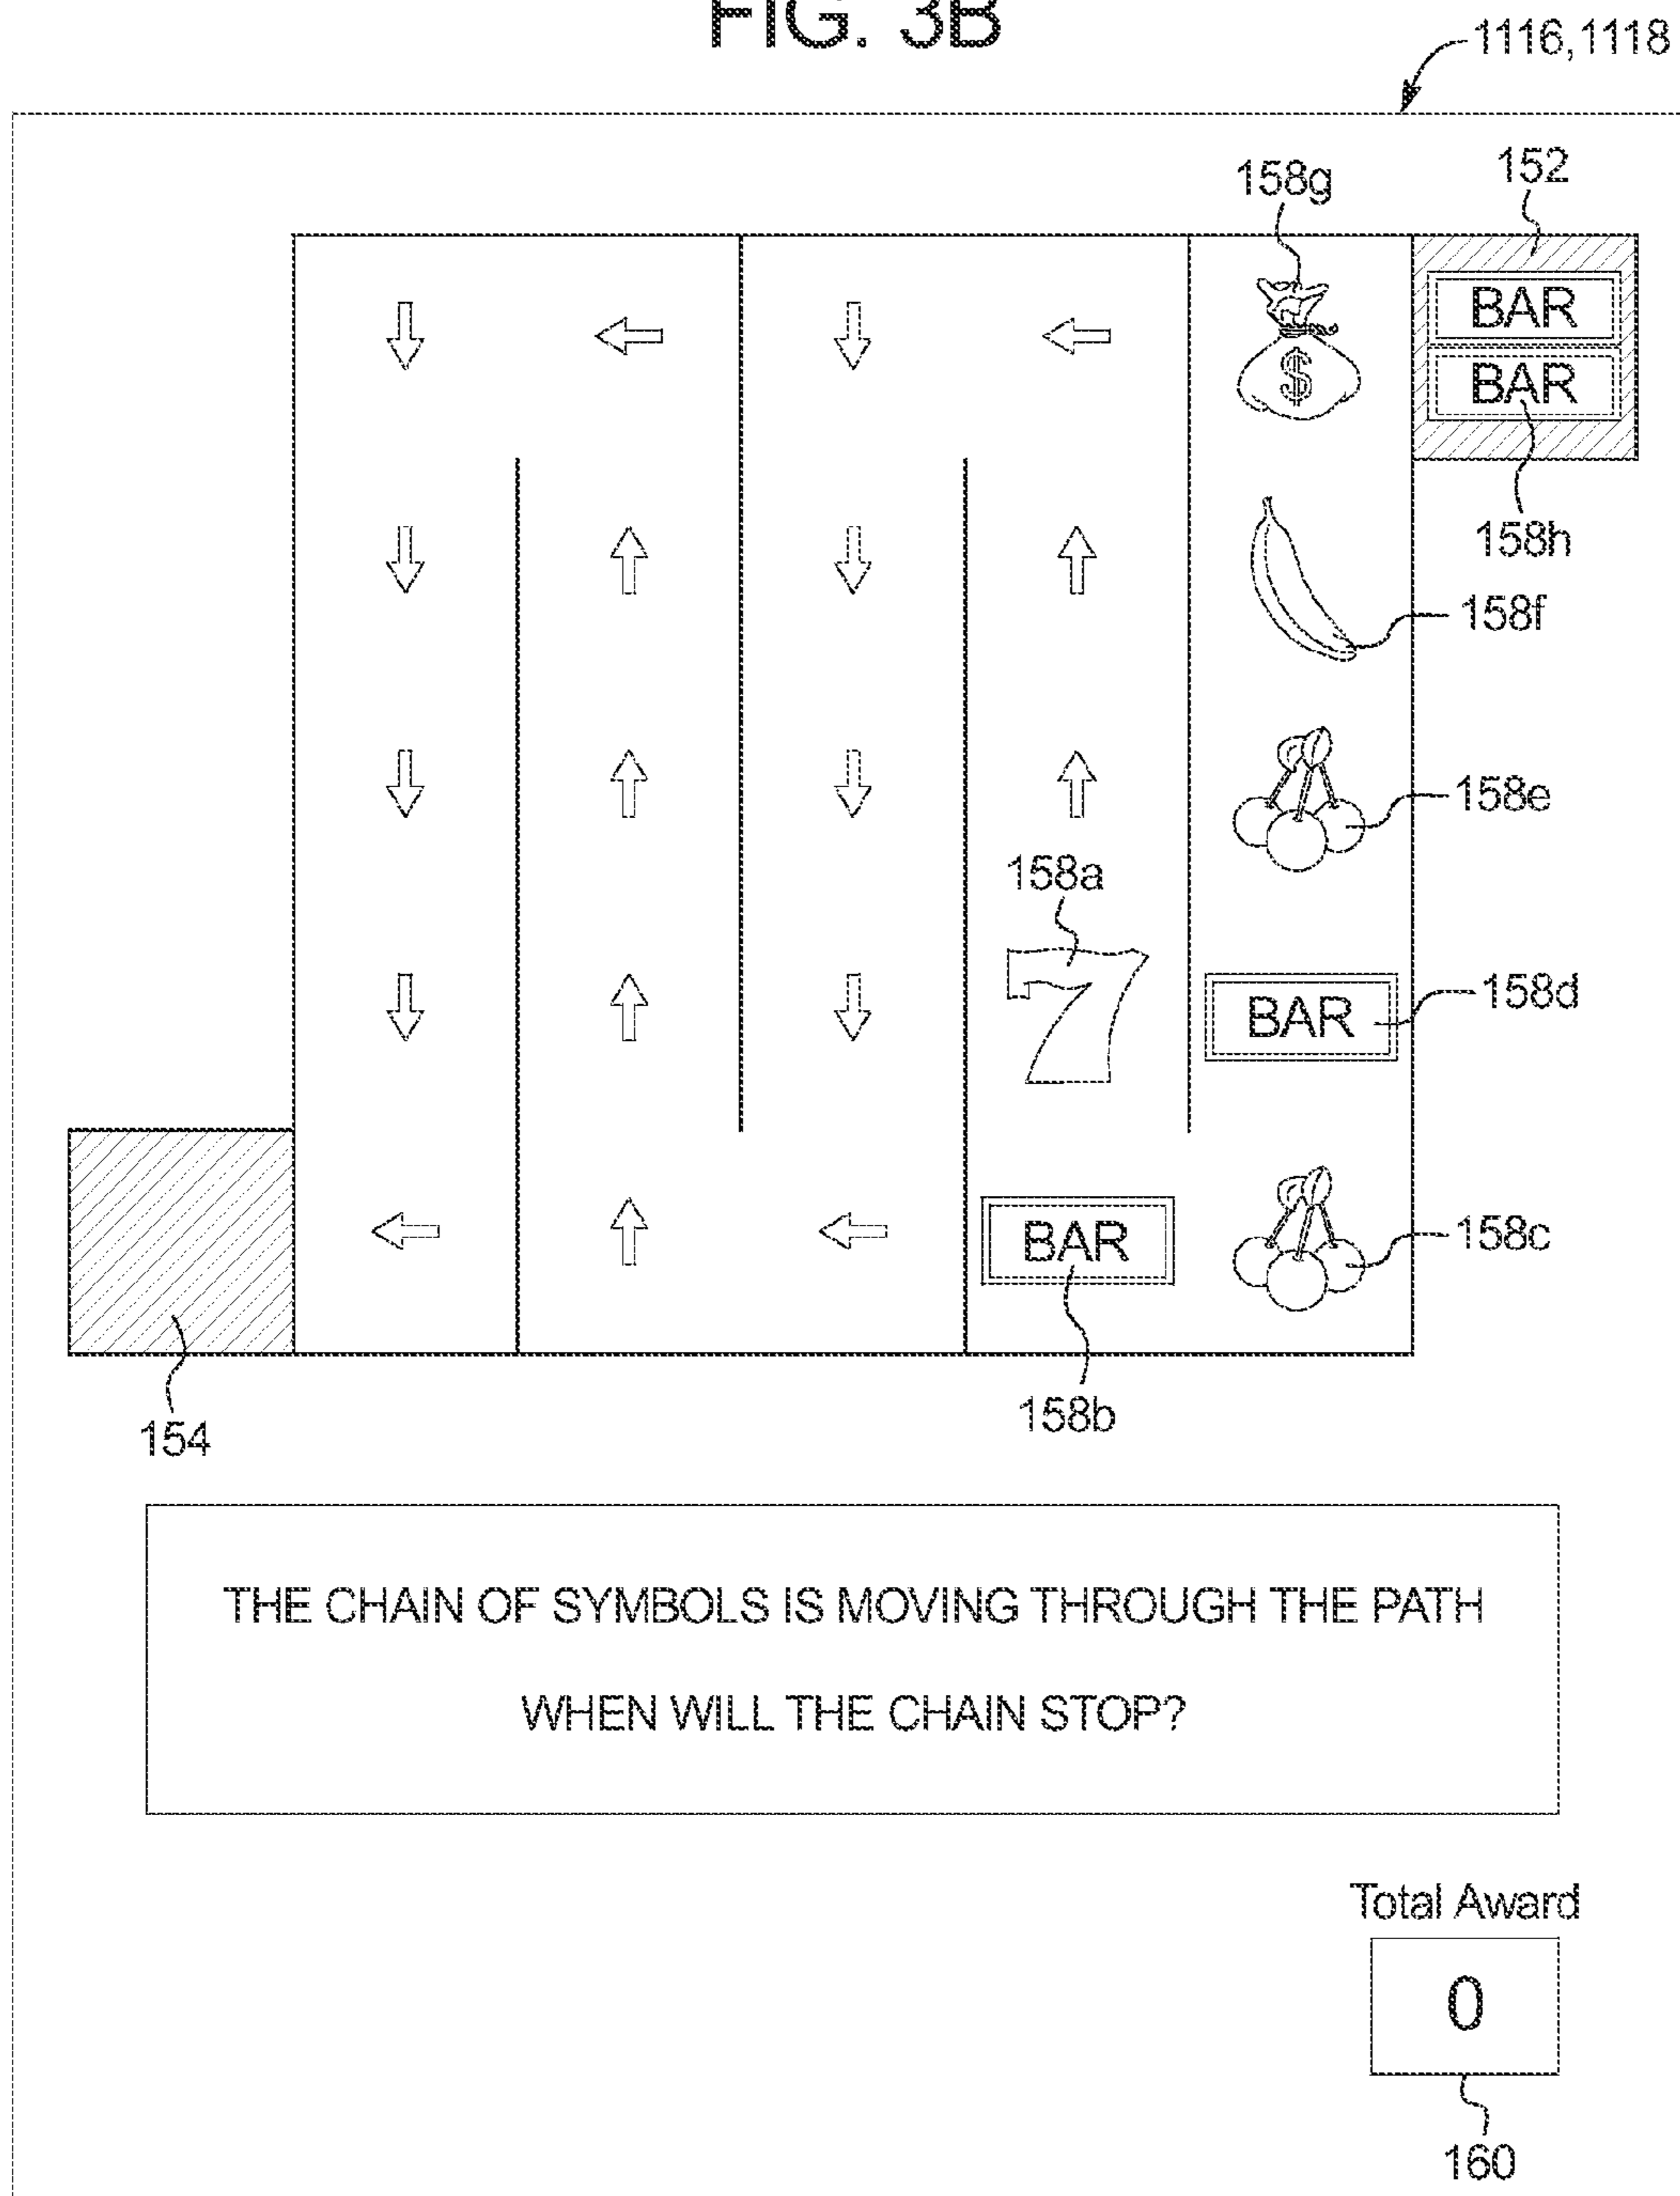 FIG. 3B
1116,1118
152
158g
BAR
$
BAR
158h
158f
158e
158a
7
158d
BAR
BAR
158c
158b
154
THE CHAIN OF SYMBOLS IS MOVING THROUGH THE PATH
WHEN WILL THE CHAIN STOP?
Total Award
0
160